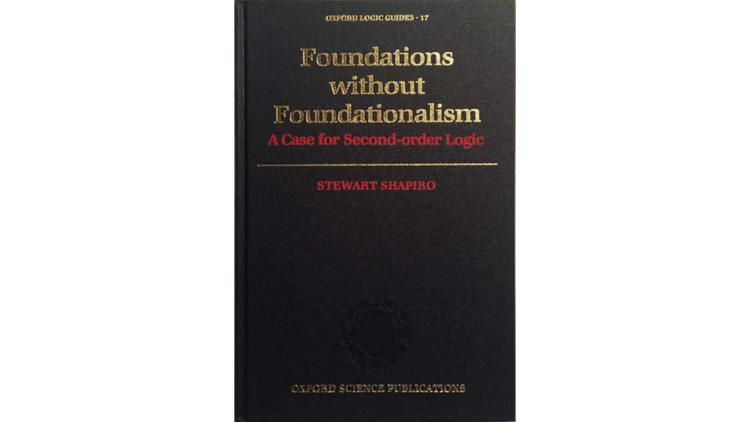 OXFORD LOGIC GUIDES · 17
Foundations
without
Foundationalism
A Case for Second-order Logic
STEWART SHAPIRO
OXFORD SCIENCE PUBLICATIONS